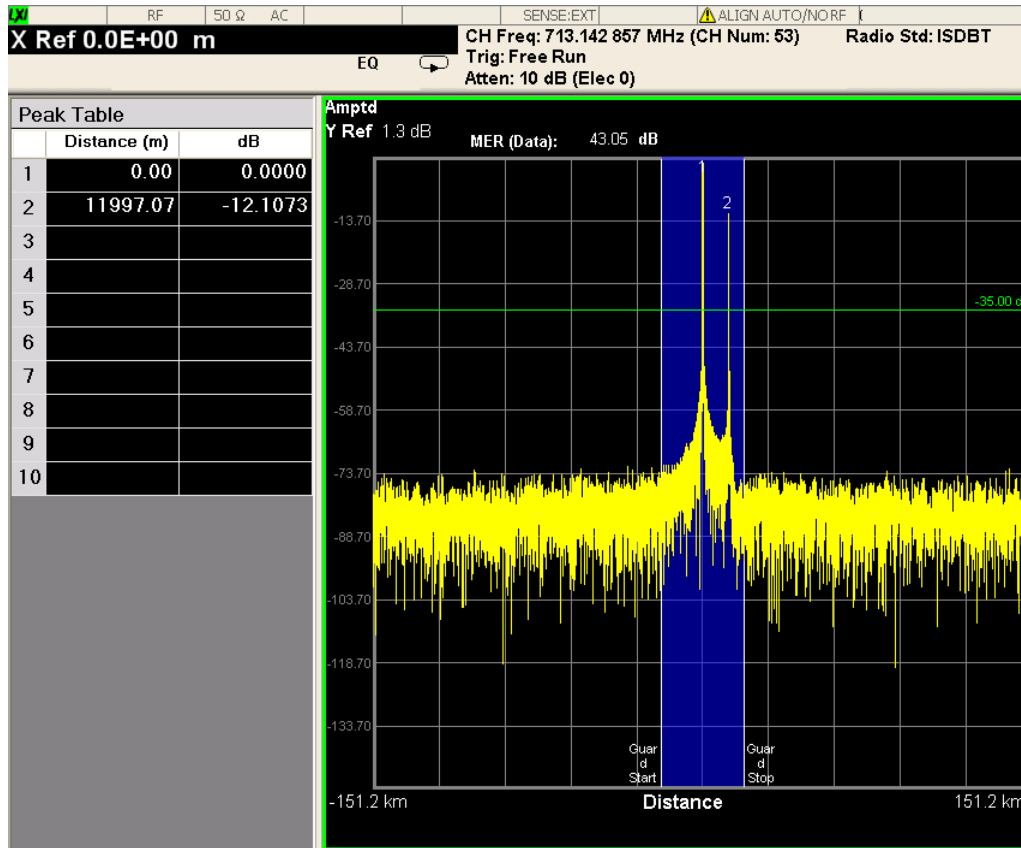 LXI RF 50 Ω AC SENSE:EXT ALIGN AUTO/NO RF
X Ref 0.0E+00 m
CH Freq: 713.142 857 MHz (CH Num: 53) Radio Std: ISDBT
EQ
Trig: Free Run
Atten: 10 dB (Elec 0)
Peak Table
Distance (m) dB
1 0.00 0.0000
2 11997.07 -12.1073
3
4
5
6
7
8
9
10
Amptd
Y Ref 1.3 dB
MER (Data): 43.05 dB
1
2
-13.70
-28.70
-35.00 d
-43.70
-58.70
-73.70
-88.70
-103.70
-118.70
-133.70
Guar
d
Start
Guar
d
Stop
-151.2 km
Distance
151.2 km